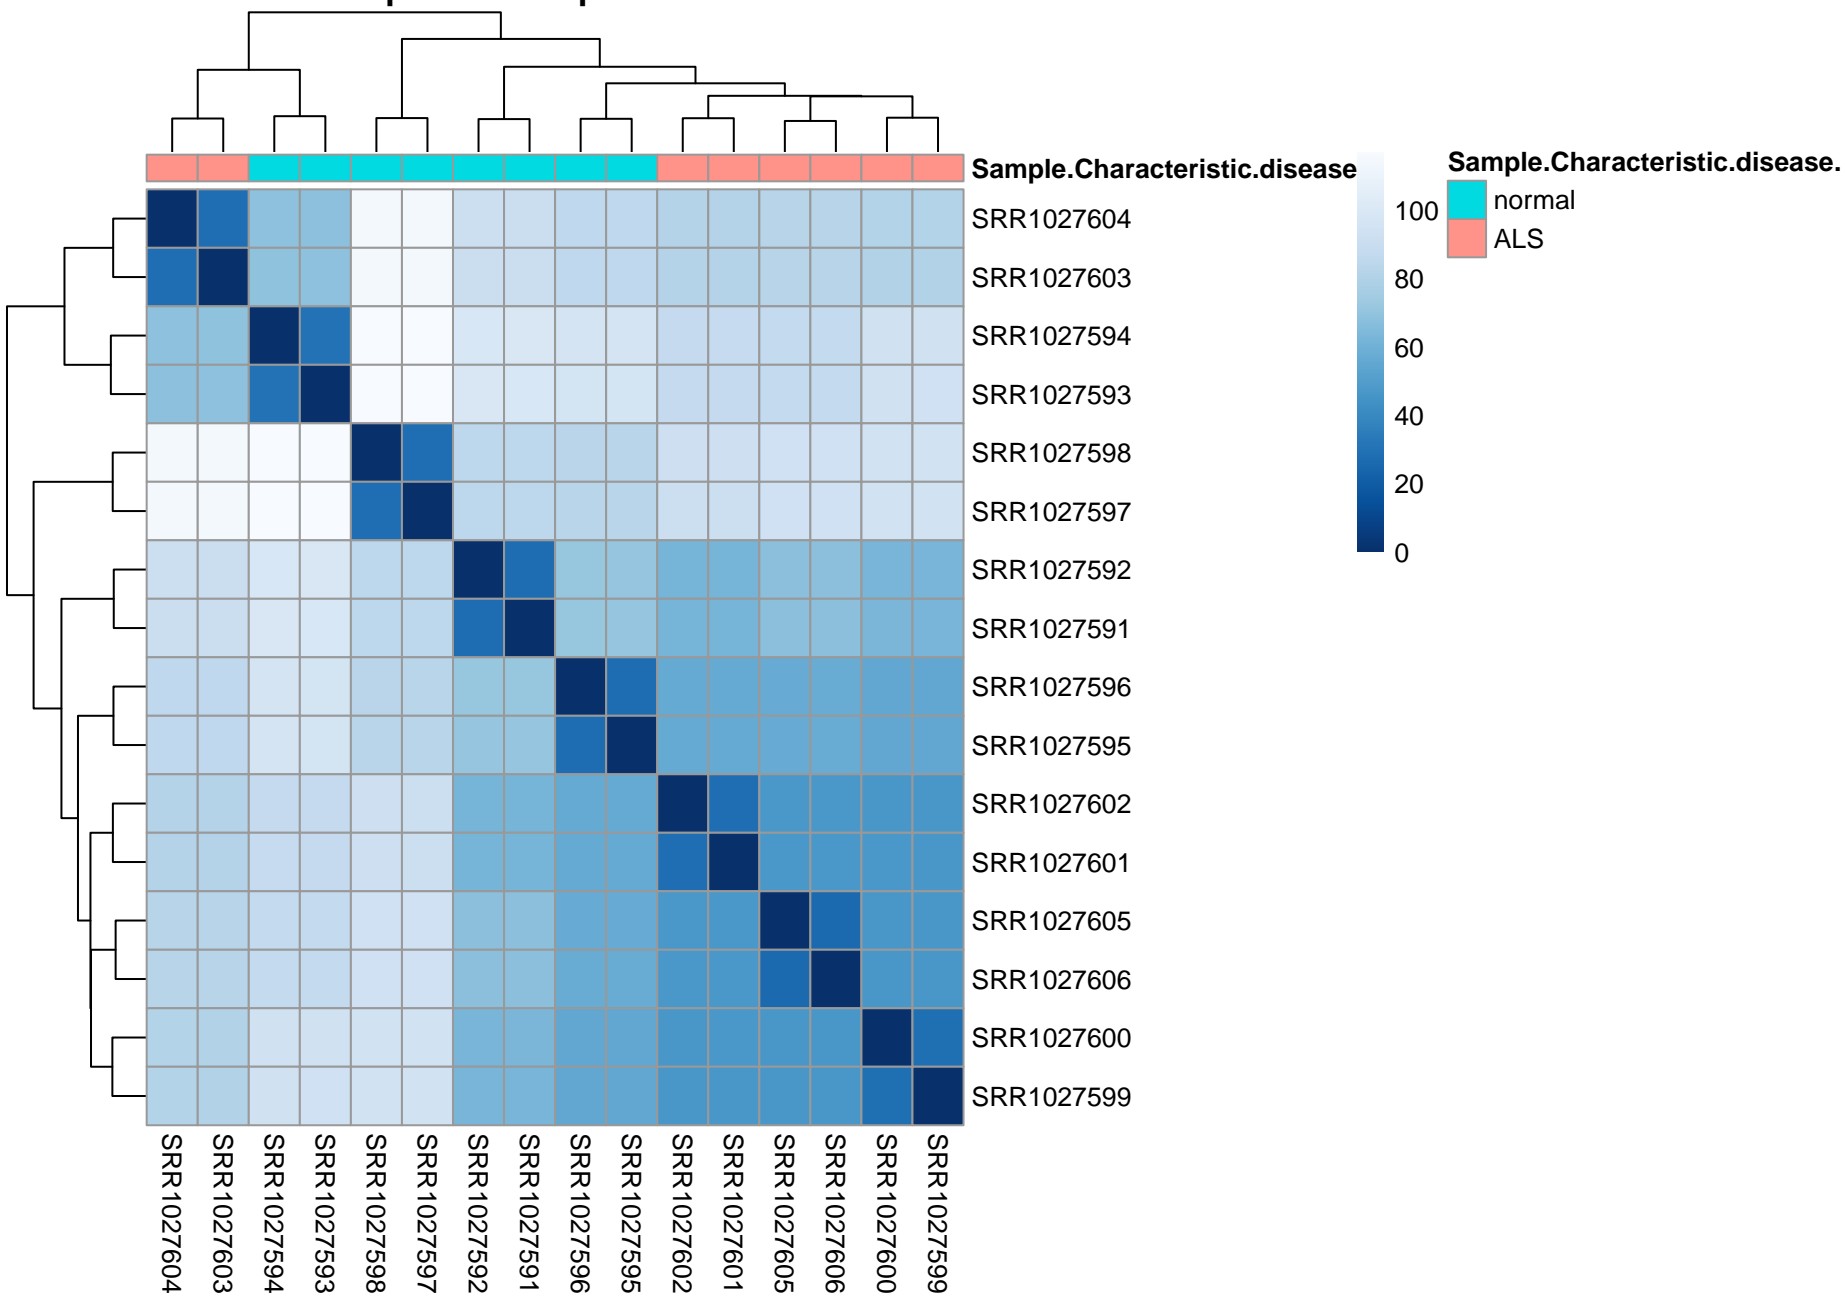 Sample.Characteristic.disease
Sample.Characteristic.disease.
normal
ALS
100
80
60
40
20
0
SRR1027604
SRR1027603
SRR1027594
SRR1027593
SRR1027598
SRR1027597
SRR1027592
SRR1027591
SRR1027596
SRR1027595
SRR1027602
SRR1027601
SRR1027605
SRR1027606
SRR1027600
SRR1027599
SRR1027604
SRR1027603
SRR1027594
SRR1027593
SRR1027598
SRR1027597
SRR1027592
SRR1027591
SRR1027596
SRR1027595
SRR1027602
SRR1027601
SRR1027605
SRR1027606
SRR1027600
SRR1027599